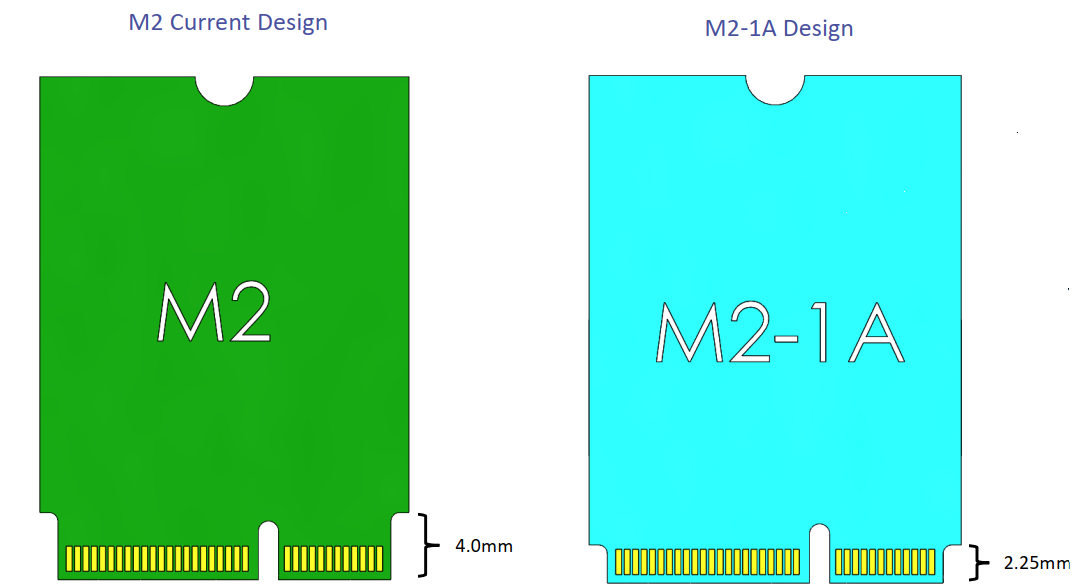 M2 Current Design
M2-1A Design
M2
M2-1A
4.0mm
2.25mm